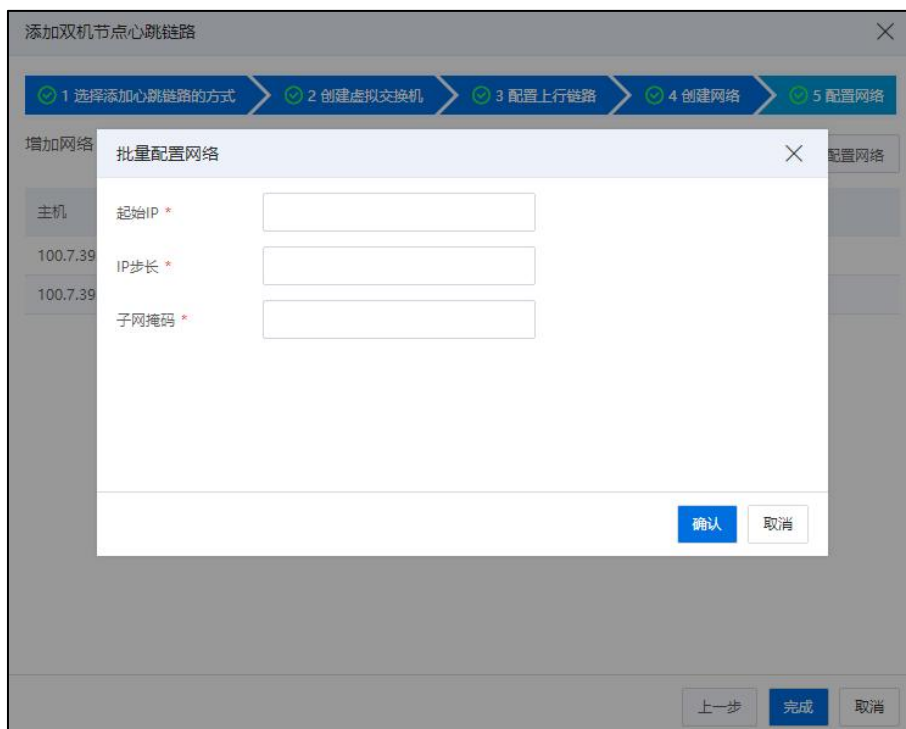 添加双机节点心跳链路
1 选择添加心跳链路的方式 2 创建虚拟交换机 3 配置上行链路 4 创建网络 5 配置网络
增加网络 配置网络
批量配置网络
主机
100.7.39
100.7.39
起始IP *
IP步长 *
子网掩码 *
确认 取消
上一步 完成 取消